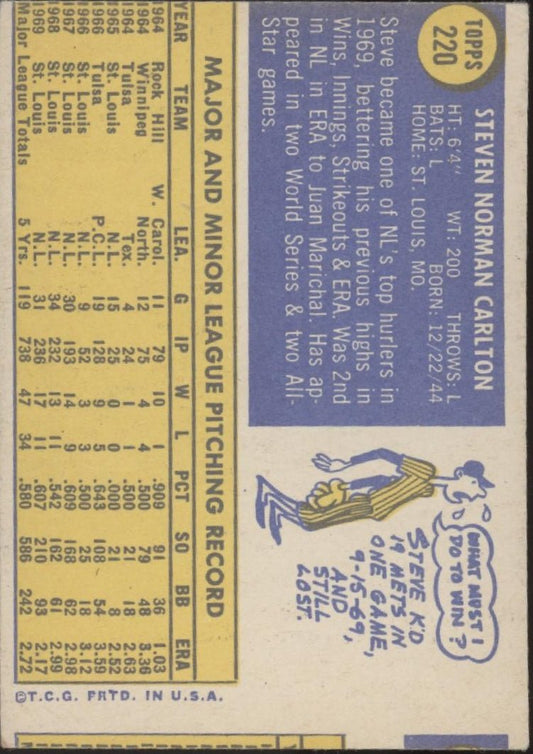 TOPPS
220
STEVEN NORMAN CARLTON
HT: 6'4" WT: 200 THROWS: L
BATS: L BORN: 12/22/44
HOME: ST. LOUIS, MO.
Steve became one of NL's top hurlers in
1969, bettering his previous highs in
Wins, Innings, Strikeouts & ERA. Was 2nd
in NL in ERA to Juan Marichal. Has ap-
peared in two World Series & two All-
Star games.
WHAT MUST I
DO TO WIN?
STEVE K'D
19 METS IN
ONE GAME,
9-15-69,
AND
STILL
LOST.
MAJOR AND MINOR LEAGUE PITCHING RECORD
YEAR TEAM LEA. G IP W L PCT SO BB ERA
1964 Rock Hill W. Carol. 11 79 10 1 .909 91 36 1.03
1964 Winnipeg North. 12 75 4 4 .500 79 48 3.36
1964 Tulsa Tex. 4 24 1 1 .500 21 18 2.63
1965 St. Louis N.L. 15 25 0 0 .000 21 8 2.52
1966 Tulsa P.C.L. 19 128 9 5 .643 108 54 3.59
1966 St. Louis N.L. 9 52 3 3 .500 25 18 3.12
1967 St. Louis N.L. 30 193 14 9 .609 168 62 2.98
1968 St. Louis N.L. 34 232 13 11 .542 162 61 2.99
1969 St. Louis N.L. 31 236 17 11 .607 210 93 2.17
Major League Totals 5 Yrs. 119 738 47 34 .580 586 242 2.72
©T.C.G. PRTD. IN U.S.A.